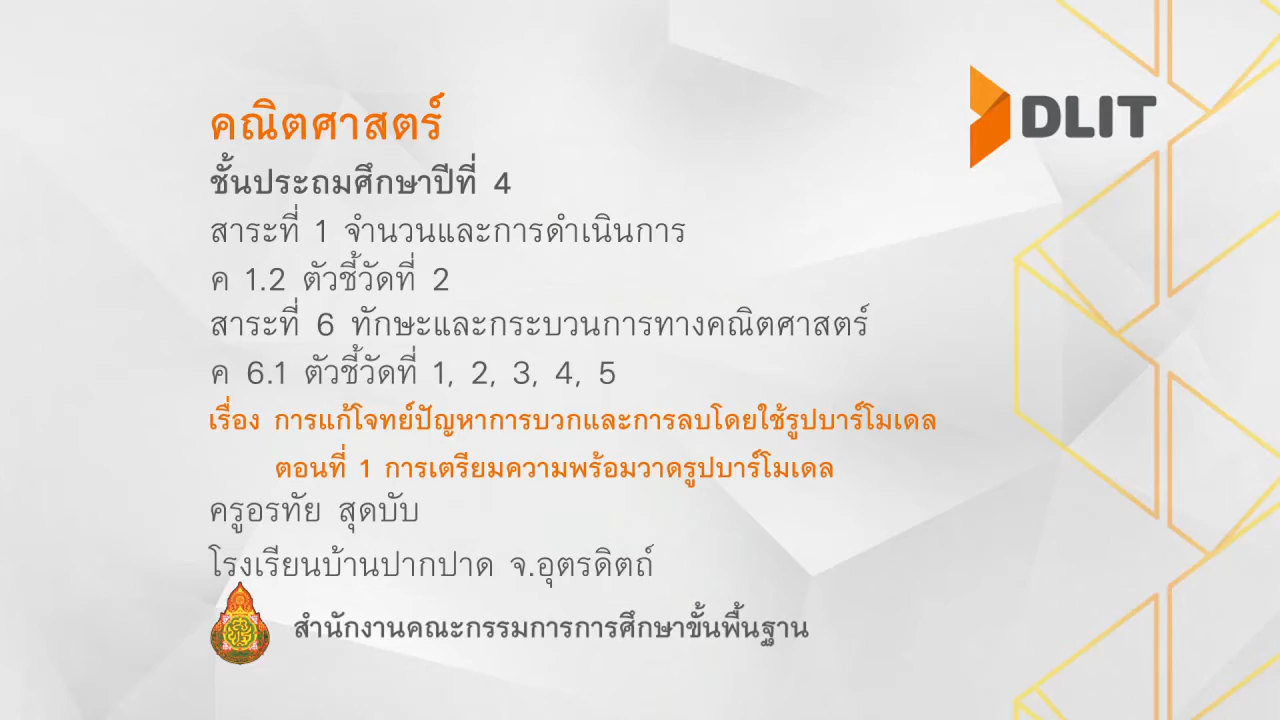 DLIT
คณิตศาสตร์
ชั้นประถมศึกษาปีที่ 4
สาระที่ 1 จำนวนและการดำเนินการ
ค 1.2 ตัวชี้วัดที่ 2
สาระที่ 6 ทักษะและกระบวนการทางคณิตศาสตร์
ค 6.1 ตัวชี้วัดที่ 1, 2, 3, 4, 5
เรื่อง การแก้โจทย์ปัญหาการบวกและการลบโดยใช้รูปบาร์โมเดล
ตอนที่ 1 การเตรียมความพร้อมวาดรูปบาร์โมเดล
ครูอรทัย สุดบับ
โรงเรียนบ้านปากปาด จ.อุตรดิตถ์
สำนักงานคณะกรรมการการศึกษาขั้นพื้นฐาน